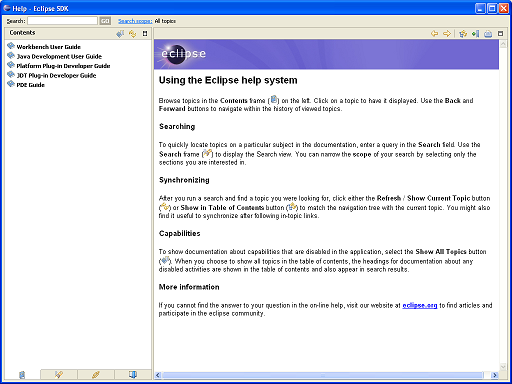 Help - Eclipse SDK
Search: GO Search scope: All topics
Contents
Workbench User Guide
Java Development User Guide
Platform Plug-in Developer Guide
JDT Plug-in Developer Guide
PDE Guide
eclipse
Using the Eclipse help system
Browse topics in the Contents frame ( ) on the left. Click on a topic to have it displayed. Use the Back and
Forward buttons to navigate within the history of viewed topics.
Searching
To quickly locate topics on a particular subject in the documentation, enter a query in the Search field. Use the
Search frame ( ) to display the Search view. You can narrow the scope of your search by selecting only the
sections you are interested in.
Synchronizing
After you run a search and find a topic you were looking for, click either the Refresh / Show Current Topic button
( ) or Show in Table of Contents button ( ) to match the navigation tree with the current topic. You might also
find it useful to synchronize after following in-topic links.
Capabilities
To show documentation about capabilities that are disabled in the application, select the Show All Topics button
( ). When you choose to show all topics in the table of contents, the headings for documentation about any
disabled activities are shown in the table of contents and also appear in search results.
More information
If you cannot find the answer to your question in the on-line help, visit our website at eclipse.org to find articles and
participate in the eclipse community.